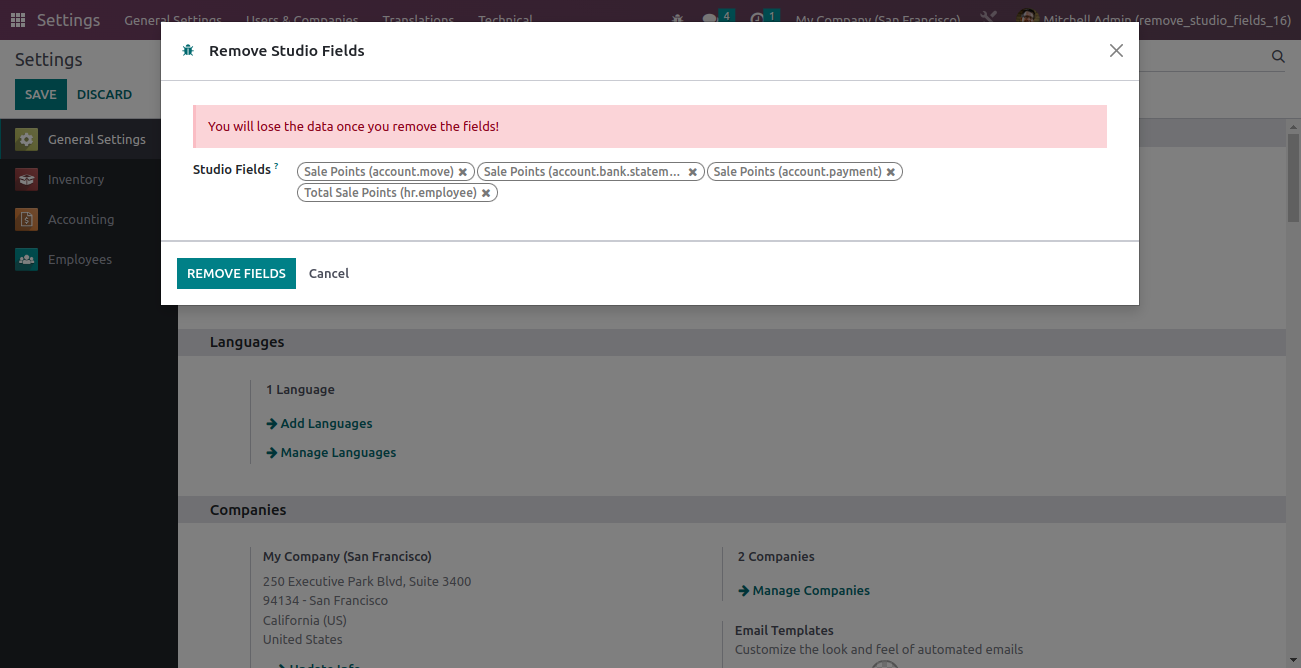 Settings General Settings Users & Companies Translations Technical 4 1 My Company (San Francisco) Mitchell Admin (remove_studio_fields_16)
Settings
SAVE DISCARD
Remove Studio Fields
You will lose the data once you remove the fields!
Studio Fields ? Sale Points (account.move) Sale Points (account.bank.statem... Sale Points (account.payment)
Total Sale Points (hr.employee)
REMOVE FIELDS Cancel
General Settings
Inventory
Accounting
Employees
Languages
1 Language
Add Languages
Manage Languages
Companies
My Company (San Francisco)
250 Executive Park Blvd, Suite 3400
94134 - San Francisco
California (US)
United States
Update Info
2 Companies
Manage Companies
Email Templates
Customize the look and feel of automated emails